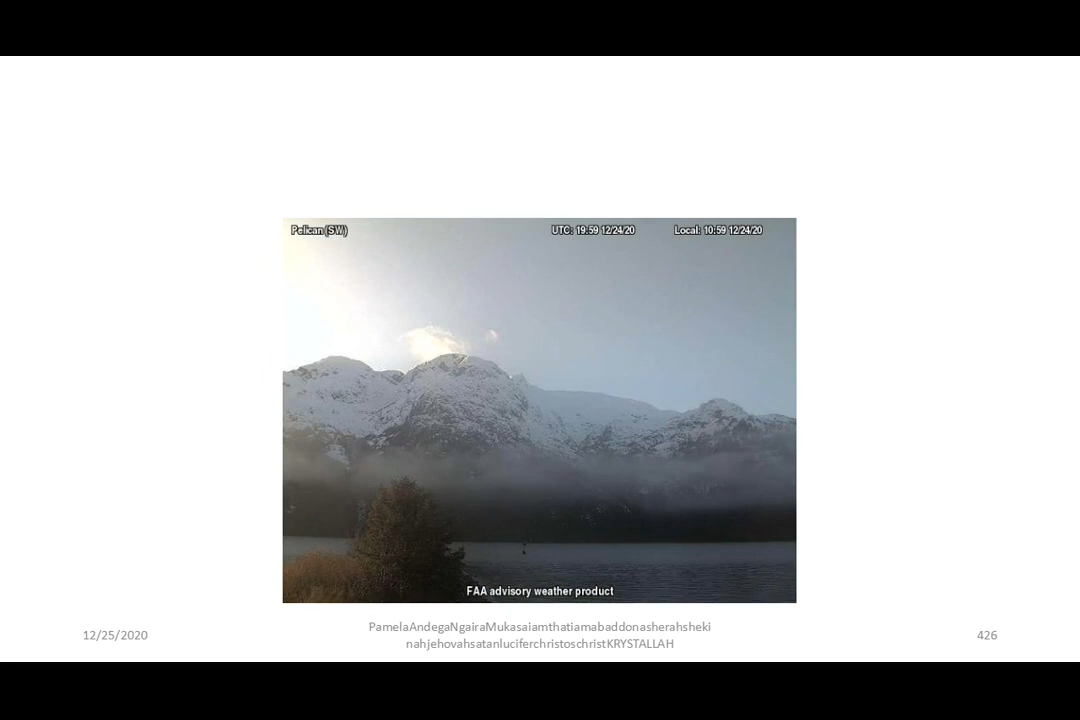 Pelican (SW) UTC: 19:59 12/24/20 Local: 10:59 12/24/20
FAA advisory weather product
PamelaAndegaNgairaMukasaiamthatiamabaddonasherahsheki
12/25/2020 426
nahjehovahsatanluciferchristoschristKRYSTALLAH